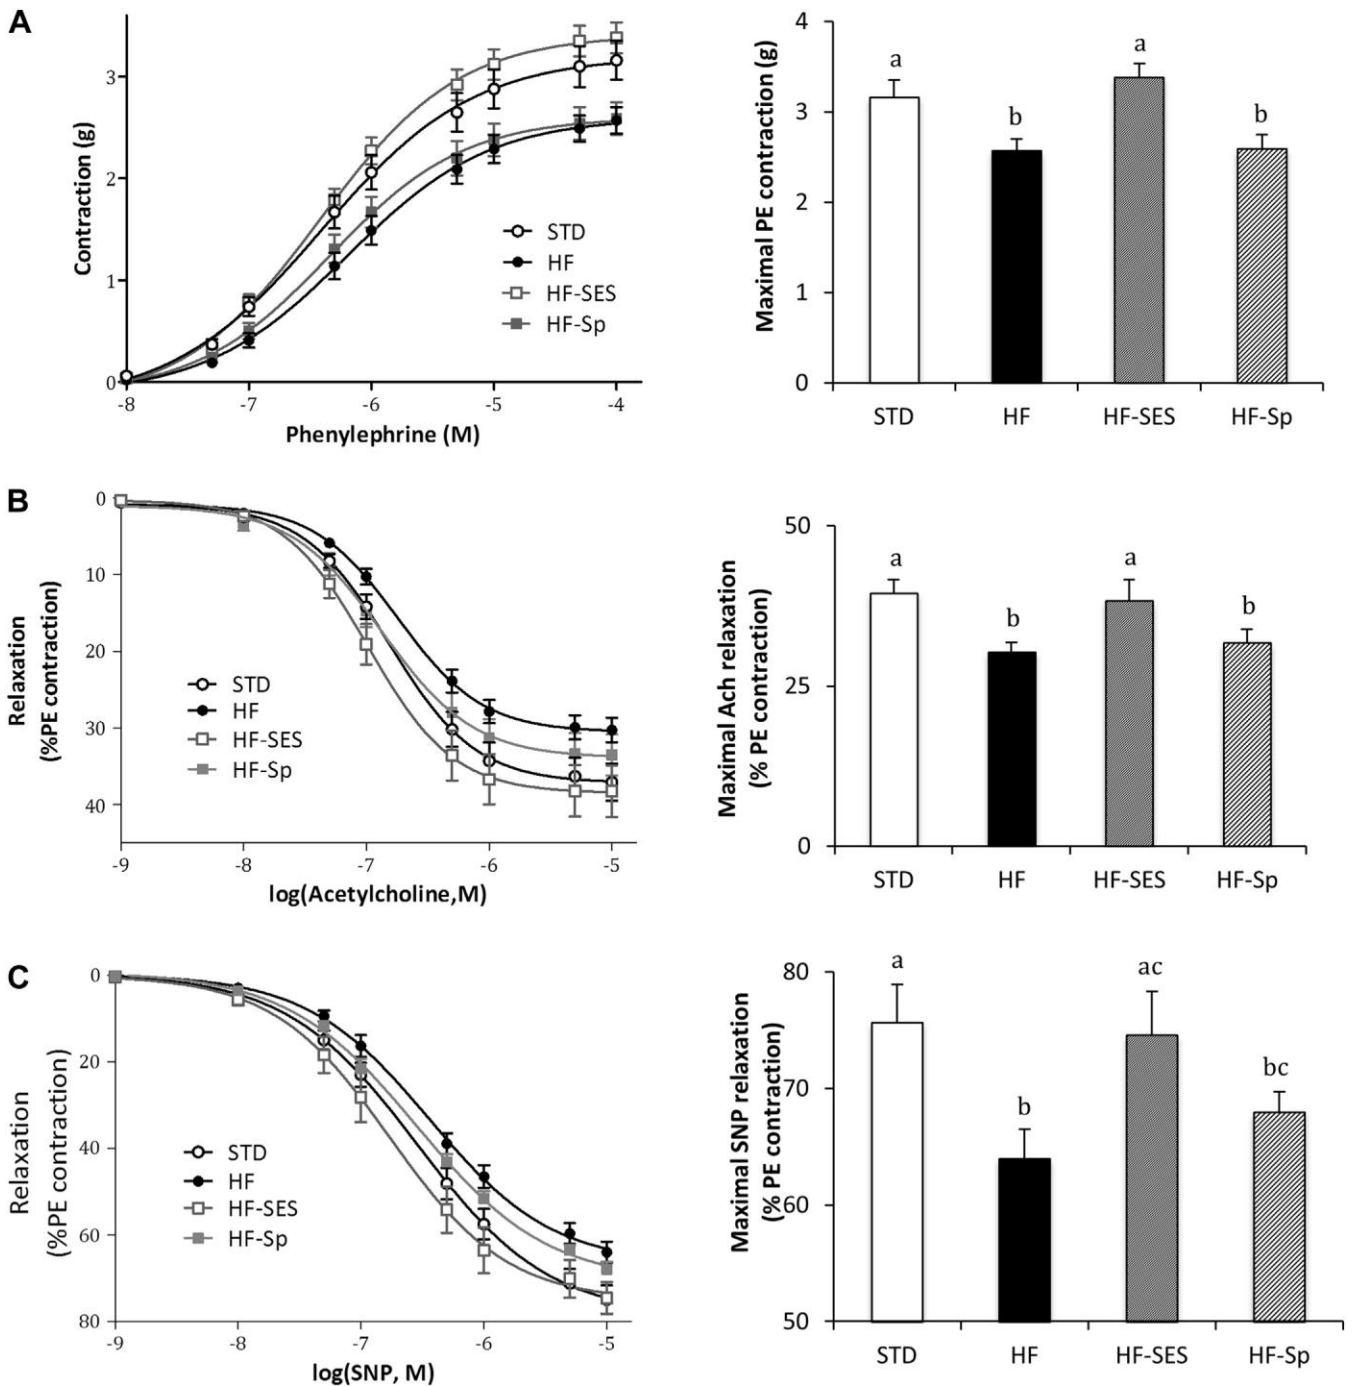 A
Contraction (g)
3
2
1
0
-8 -7 -6 -5 -4
Phenylephrine (M)
STD
HF
HF-SES
HF-Sp
Maximal PE contraction (g)
4
3
2
1
0
a b a b
STD HF HF-SES HF-Sp
B
Relaxation
(%PE contraction)
0
10
20
30
40
-9 -8 -7 -6 -5
log(Acetylcholine,M)
STD
HF
HF-SES
HF-Sp
Maximal Ach relaxation
(% PE contraction)
50
25
0
a b a b
STD HF HF-SES HF-Sp
C
Relaxation
(%PE contraction)
0
20
40
60
80
-9 -8 -7 -6 -5
log(SNP, M)
STD
HF
HF-SES
HF-Sp
Maximal SNP relaxation
(% PE contraction)
80
70
60
50
a b ac bc
STD HF HF-SES HF-Sp